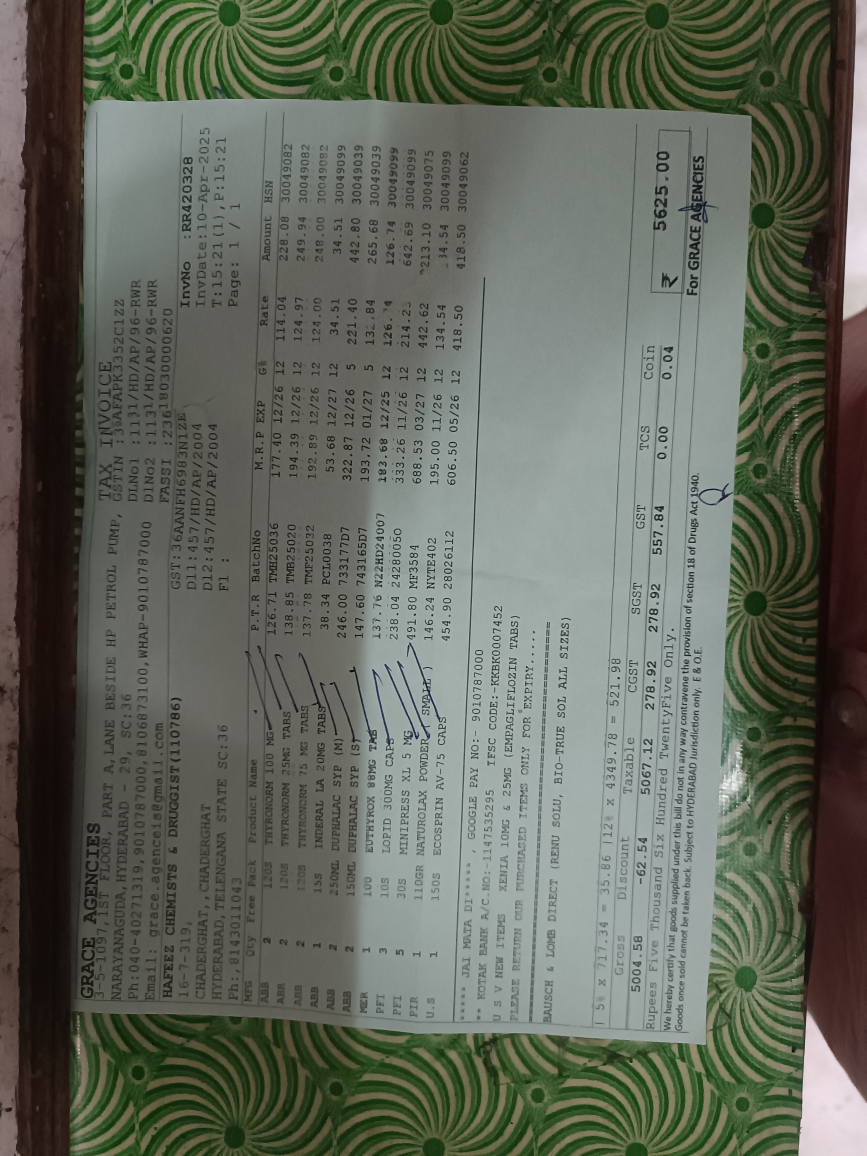 GRACE AGENCIES
3-5-1097,1ST FLOOR, PART A,LANE BESIDE HP PETROL PUMP,
NARAYANAGUDA,HYDERABAD - 29, SC:36
Ph:040-40271319,9010787000,8106873100,WHAP-9010787000
Email: grace.agenceis@gmail.com
TAX INVOICE
GSTIN :36AFAPK3352C1ZZ
DLNo1 :1131/HD/AP/96-RWR
DlNo2 :1131/HD/AP/96-RWR
FASSI :23618030000620
HAFEEZ CHEMISTS & DRUGGIST(110786)
16-7-319,
CHADERGHAT,,CHADERGHAT
HYDERABAD,TELENGANA STATE SC:36
Ph:,8143011043
GST:36AANFH6983N1ZE
D11:457/HD/AP/2004
D12:457/HD/AP/2004
F1 :
InvNo :RR420328
InvDate:10-Apr-2025
T:15:21(1),P:15:21
Page: 1 / 1
MFG Qty Free Pack Product Name P.T.R BatchNo M.R.P EXP G% Rate Amount HSN
ABB 2 120S THYRONORM 100 MG 126.71 TMH25036 177.40 12/26 12 114.04 228.08 30049082
ABB 2 120S THYRONORM 25MG TABS 138.85 TMB25020 194.39 12/26 12 124.97 249.94 30049082
ABB 2 120S THYRONORM 75 MG TABS 137.78 TMF25032 192.89 12/26 12 124.00 248.00 30049082
ABB 1 15S INDERAL LA 20MG TABS 38.34 PCL0038 53.68 12/27 12 34.51 34.51 30049099
ABB 2 250ML DUPHALAC SYP (M) 246.00 733177D7 322.87 12/26 5 221.40 442.80 30049039
ABB 2 150ML DUPHALAC SYP (S) 147.60 743165D7 193.72 01/27 5 132.84 265.68 30049039
MER 1 100 EUTHYROX 88MG TAB 137.76 N22HD24007 183.68 12/25 12 126.74 30049099
PFI 3 10S LOPID 300MG CAPS 238.04 24280050 333.26 11/26 12 214.23 642.69 30049099
PFI 5 30S MINIPRESS XL 5 MG 491.80 MF3584 688.53 03/27 12 442.62 30049075
PIR 1 110GR NATUROLAX POWDER SMALL ) 146.24 NYTE402 195.00 11/26 12 134.54 30049099
U.S 1 150S ECOSPRIN AV-75 CAPS 454.90 28026112 606.50 05/26 12 418.50 418.50 30049062
***** JAI MATA DI***** , GOOGLE PAY NO:- 9010787000
** KOTAK BANK A/C.NO:-1147535295 IFSC CODE:-KKBK0007452
U S V NEW ITEMS XENIA 10MG & 25MG (EMPAGLIFLOZIN TABS)
PLEASE RETURN OUR PURCHASED ITEMS ONLY FOR EXPIRY.....
BAUSCH & LOMB DIRECT (RENU SOLU, BIO-TRUE SOL ALL SIZES)
5% x 717.34 = 35.86 |12% x 4349.78 = 521.98
Gross Discount Taxable CGST SGST GST TCS Coin
5004.58 -62.54 5067.12 278.92 278.92 557.84 0.00 0.04
₹ 5625.00
Rupees Five Thousand Six Hundred TwentyFive Only.
We hereby certify that goods supplied under this bill do not in any way contravene the provision of section 18 of Drugs Act 1940.
Goods once sold cannot be taken back. Subject to HYDERABAD Jurisdiction only. E & O.E.
For GRACE AGENCIES